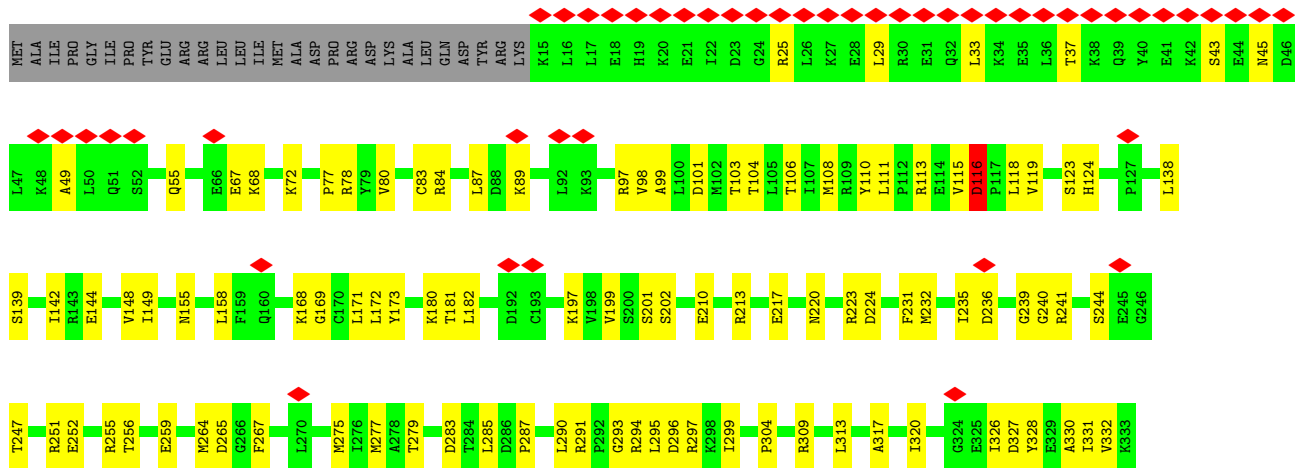 MET ALA ILE PRO GLY ILE PRO TYR GLU ARG ARG LEU LEU ILE MET ALA ASP PRO ARG ASP LYS ALA LEU GLN ASP TYR ARG LYS K15 L16 L17 E18 H19 K20 E21 I22 D23 G24 R25 L26 K27 E28 L29 R30 E31 Q32 L33 K34 E35 L36 T37 K38 Q39 Y40 E41 K42 S43 E44 N45 D46
L47 K48 A49 L50 Q51 S52 Q55 E66 E67 K68 K72 P77 R78 Y79 V80 C83 R84 L87 D88 K89 L92 K93 R97 V98 A99 L100 D101 M102 T103 T104 L105 T106 I107 M108 R109 Y110 L111 P112 R113 E114 V115 D116 P117 L118 V119 S123 H124 P127 L138
S139 I142 R143 E144 V148 I149 N155 L158 F159 Q160 K168 G169 C170 L171 L172 Y173 K180 T181 L182 D192 C193 K197 V198 V199 S200 S201 S202 E210 R213 E217 N220 R223 D224 F231 M232 I235 D236 G239 G240 R241 S244 E245 G246
T247 R251 E252 R255 T256 E259 M264 D265 G266 F267 L270 M275 I276 M277 A278 T279 D283 T284 L285 D286 P287 L290 R291 P292 G293 R294 L295 D296 R297 K298 I299 P304 R309 L313 A317 I320 G324 E325 I326 D327 Y328 E329 A330 I331 V332 K333